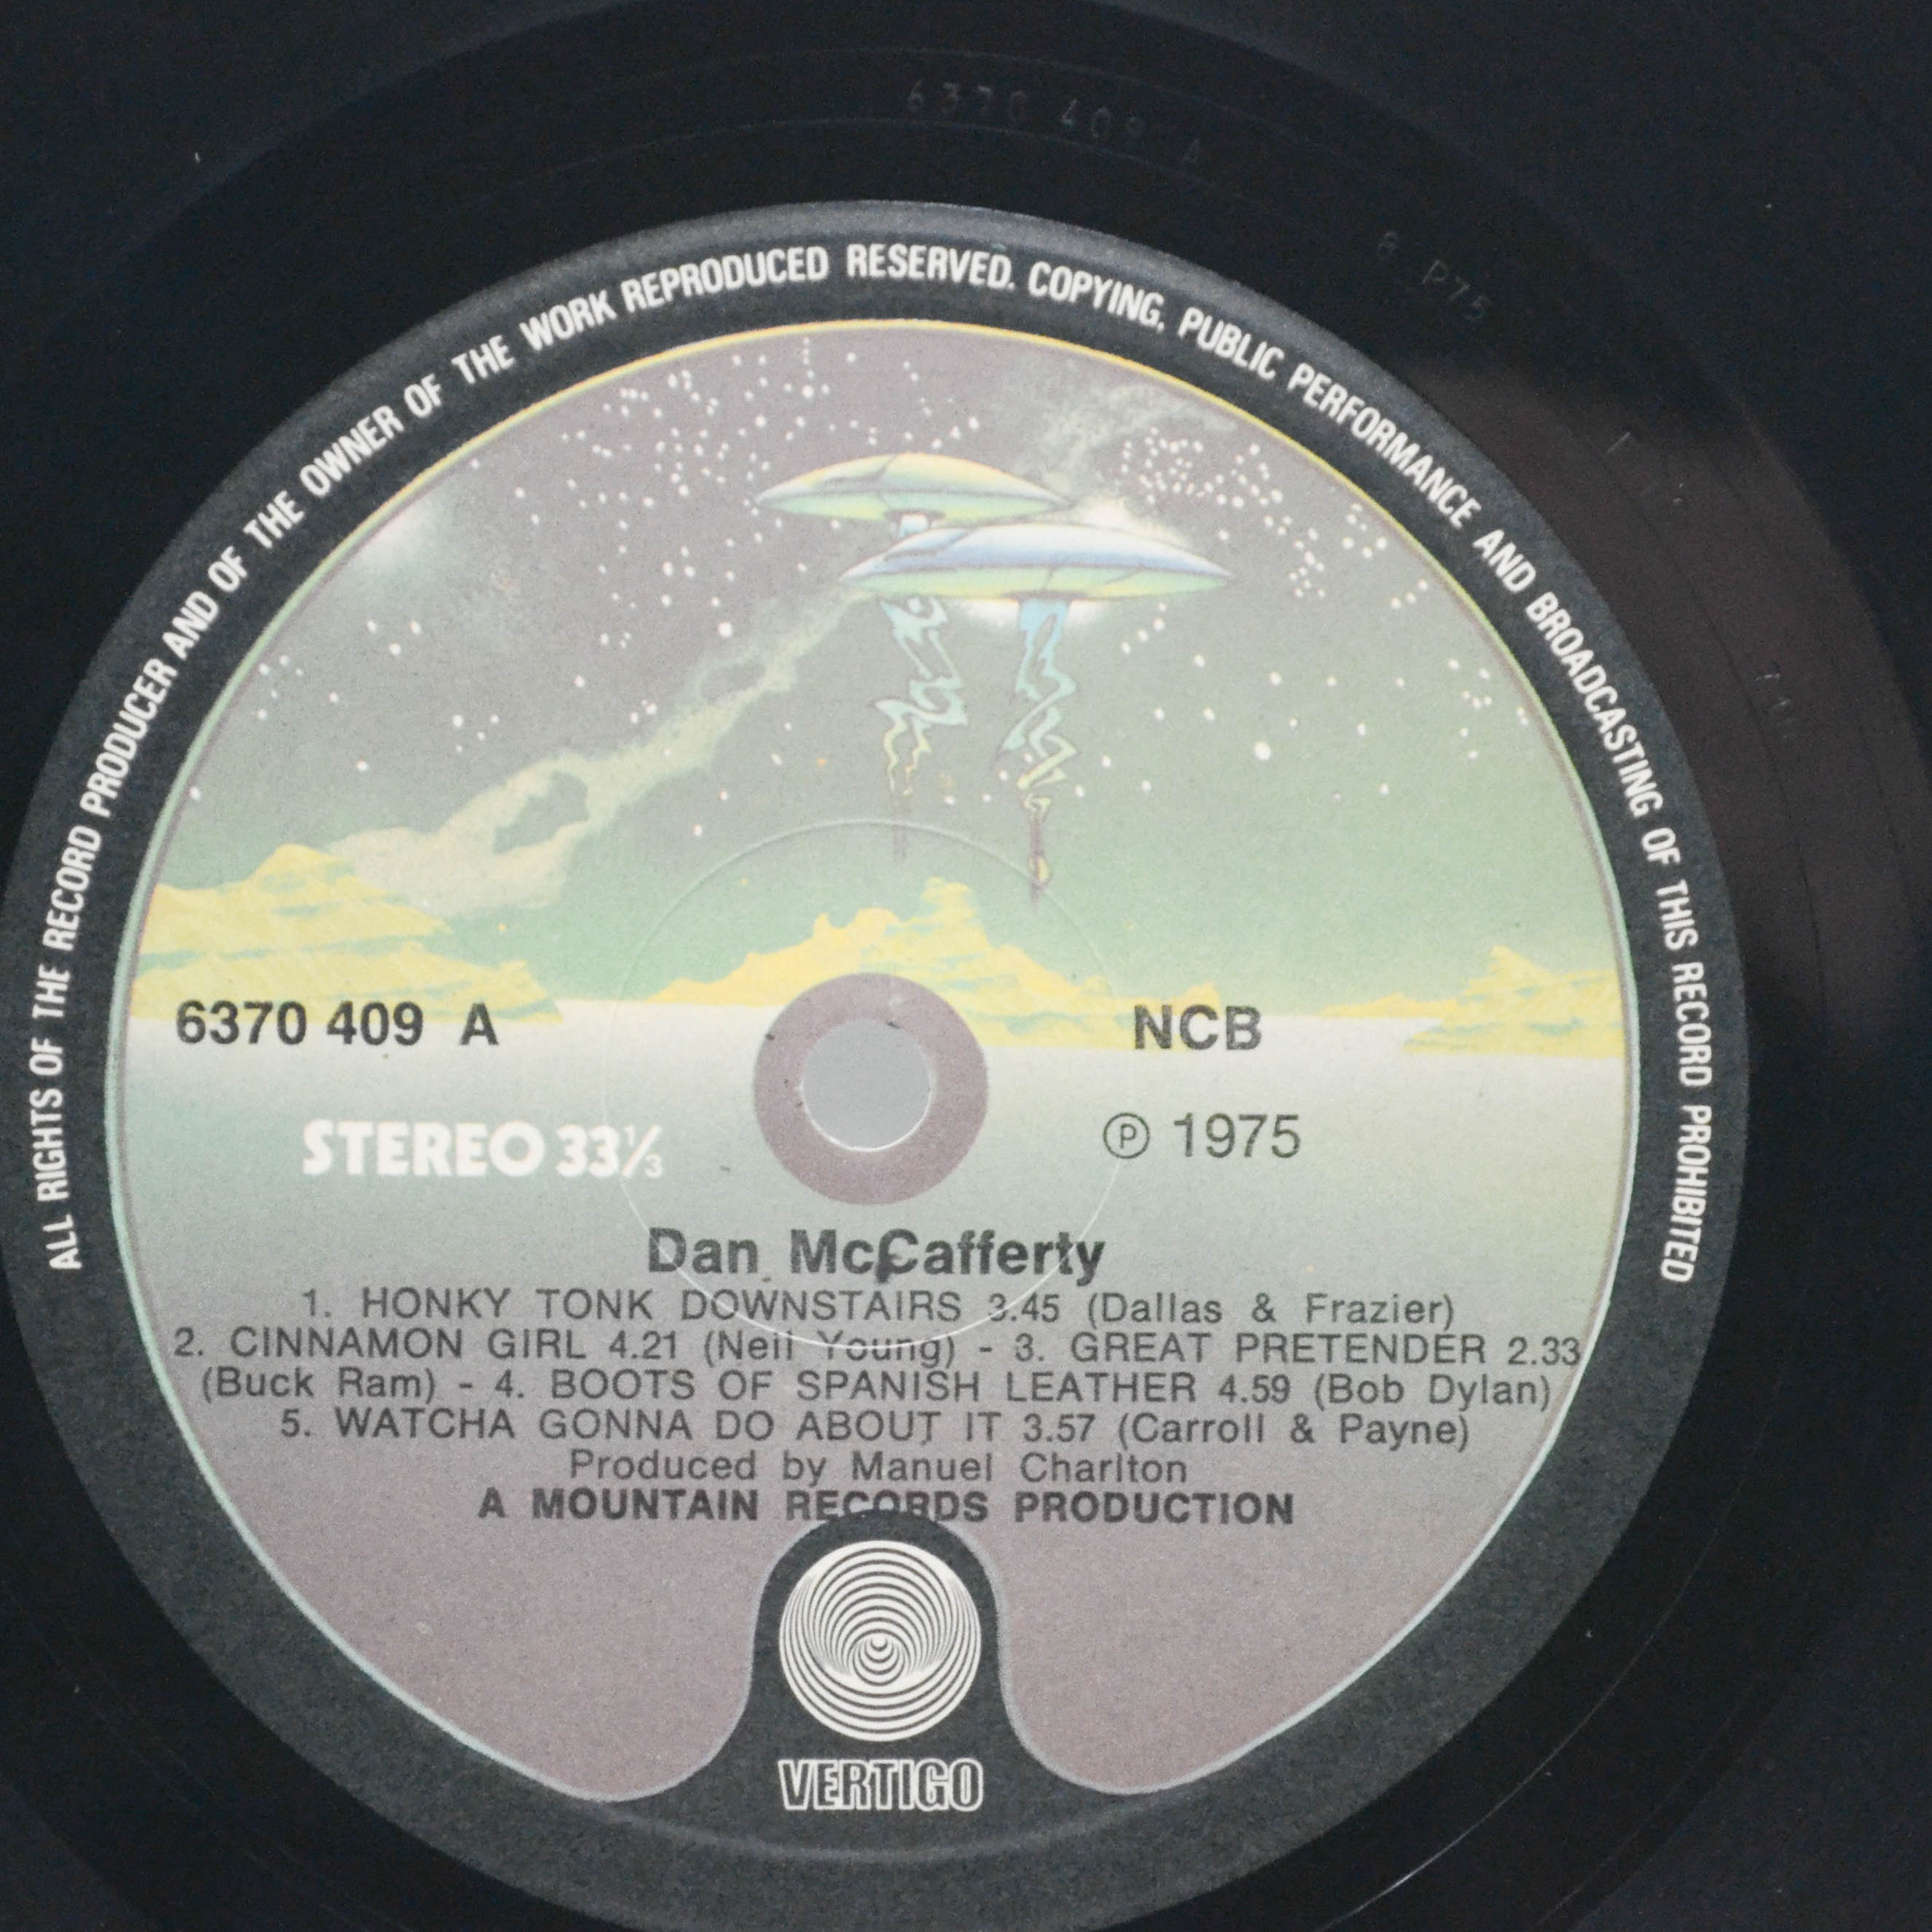 6370 409 A
6 P75
ALL RIGHTS OF THE RECORD PRODUCER AND OF THE OWNER OF THE WORK REPRODUCED RESERVED. COPYING, PUBLIC PERFORMANCE AND BROADCASTING OF THIS RECORD PROHIBITED
6370 409 A
NCB
STEREO 33⅓
Ⓟ 1975
Dan McCafferty
1. HONKY TONK DOWNSTAIRS 3.45 (Dallas & Frazier)
2. CINNAMON GIRL 4.21 (Neil Young) - 3. GREAT PRETENDER 2.33
(Buck Ram) - 4. BOOTS OF SPANISH LEATHER 4.59 (Bob Dylan)
5. WATCHA GONNA DO ABOUT IT 3.57 (Carroll & Payne)
Produced by Manuel Charlton
A MOUNTAIN RECORDS PRODUCTION
VERTIGO